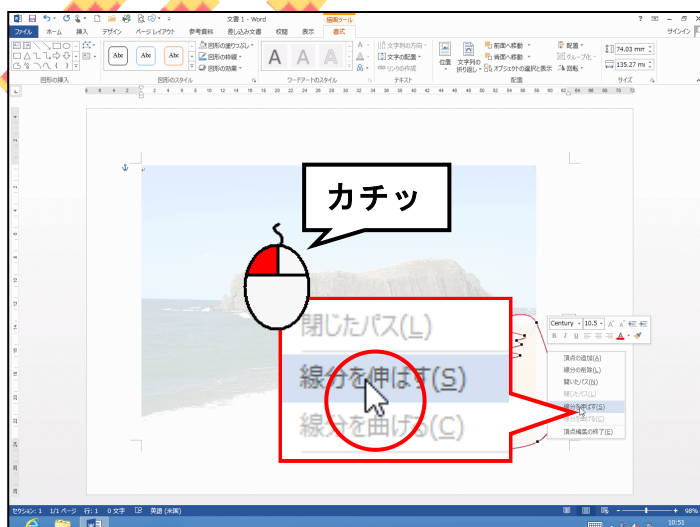 文書 1 - Word
描画ツール
ファイル ホーム 挿入 デザイン ページ レイアウト 参考資料 差し込み文書 校閲 表示 書式
サインイン
Abc Abc Abc
図形の塗りつぶし
図形の枠線
図形の効果
A A A
文字列の方向
文字の配置
リンクの作成
位置 文字列の折り返し
前面へ移動
背面へ移動
オブジェクトの選択と表示
配置
グループ化
回転
74.03 mm
135.27 mm
図形の挿入 図形のスタイル ワードアートのスタイル テキスト 配置 サイズ
カチッ
閉じたパス(L)
線分を伸ばす(S)
線分を曲げる(C)
Century 10.5
B I U
頂点の追加(A)
線分の削除(L)
開いたパス(N)
閉じたパス(L)
線分を伸ばす(S)
線分を曲げる(C)
頂点編集の終了(E)
セクション: 1 1/1 ページ 行: 1 0 文字 英語 (米国)
98%
10:51